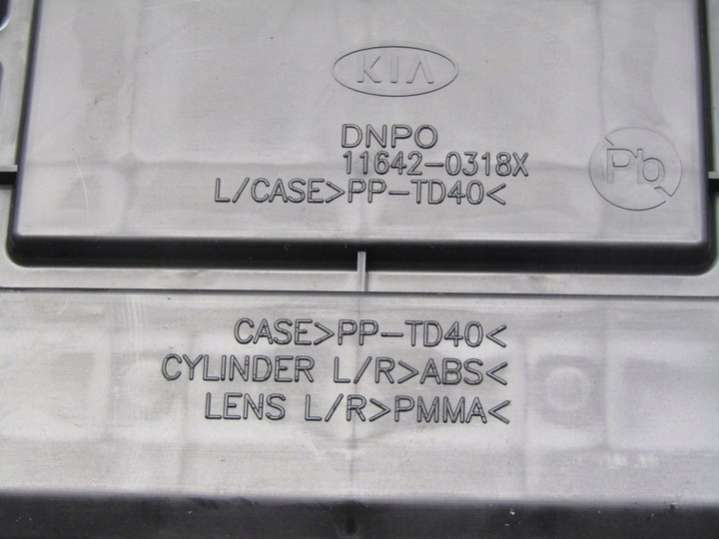 KIA
DNPO
11642-0318X
Pb
L/CASE>PP-TD40<
CASE>PP-TD40<
CYLINDER L/R>ABS<
LENS L/R>PMMA<